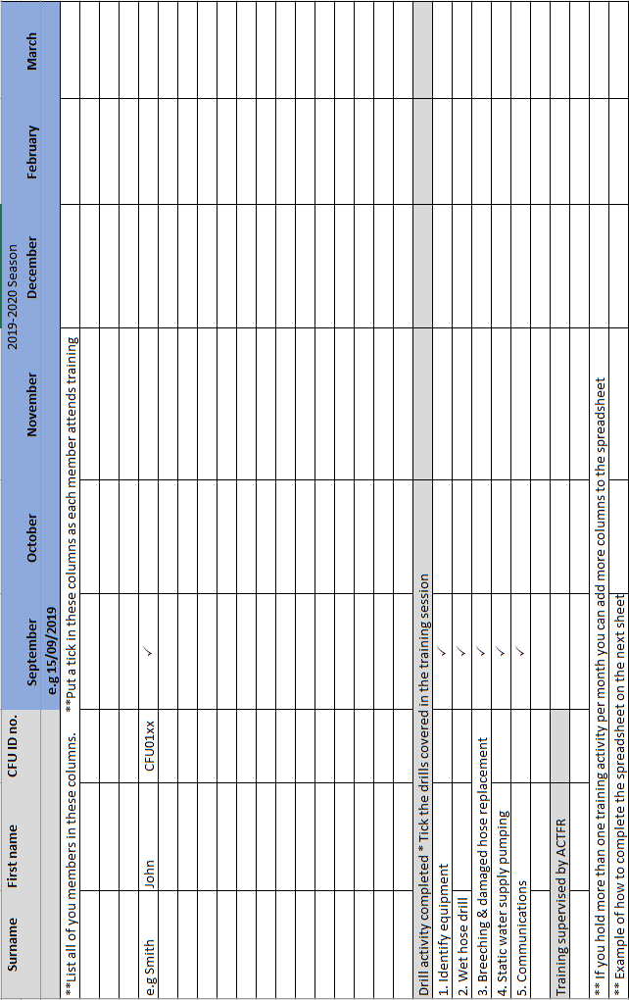 2019-2020 Season
Surname First name CFU ID no. September October November December February March
e.g 15/09/2019
**List all of you members in these columns. **Put a tick in these columns as each member attends training
e.g Smith John CFU01xx ✓
Drill activity completed * Tick the drills covered in the training session
1. Identify equipment ✓
2. Wet hose drill ✓
3. Breeching & damaged hose replacement ✓
4. Static water supply pumping ✓
5. Communications ✓
Training supervised by ACTFR
** If you hold more than one training activity per month you can add more columns to the spreadsheet
** Example of how to complete the spreadsheet on the next sheet